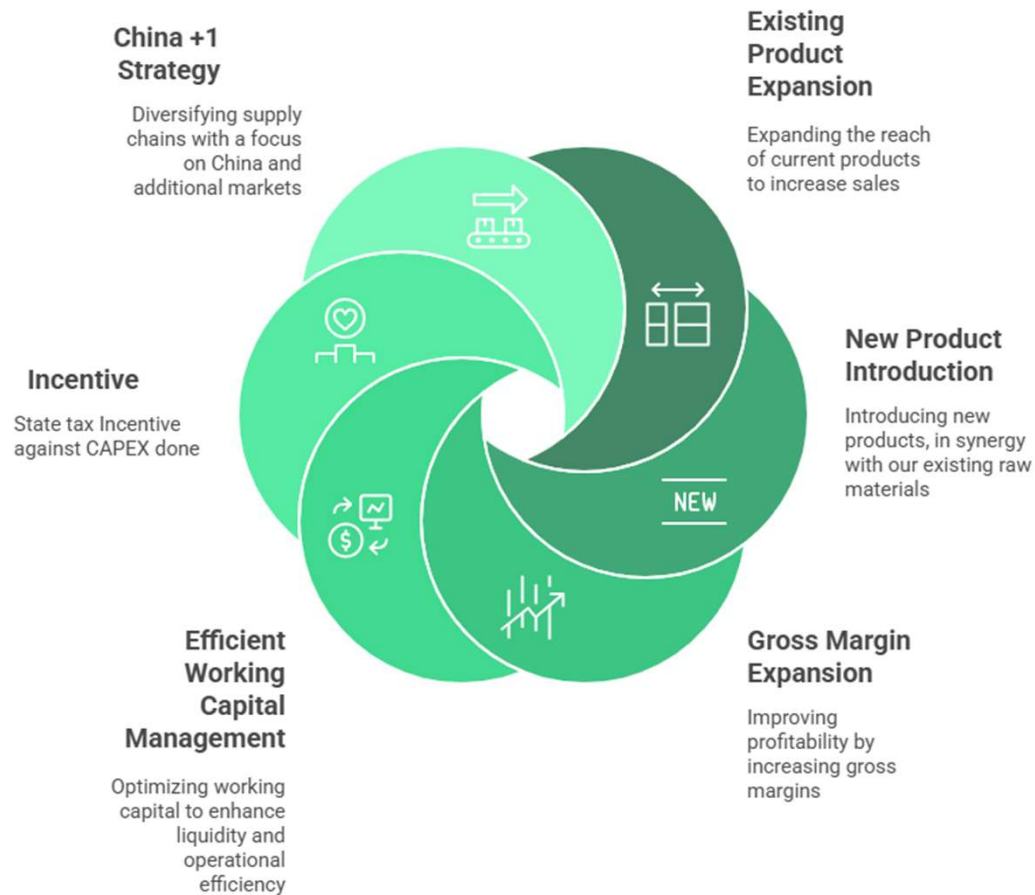 China +1
Strategy
Diversifying supply
chains with a focus
on China and
additional markets
Existing
Product
Expansion
Expanding the reach
of current products
to increase sales
New Product
Introduction
Introducing new
products, in synergy
with our existing raw
materials
NEW
Gross Margin
Expansion
Improving
profitability by
increasing gross
margins
Efficient
Working
Capital
Management
Optimizing working
capital to enhance
liquidity and
operational
efficiency
$
Incentive
State tax Incentive
against CAPEX done